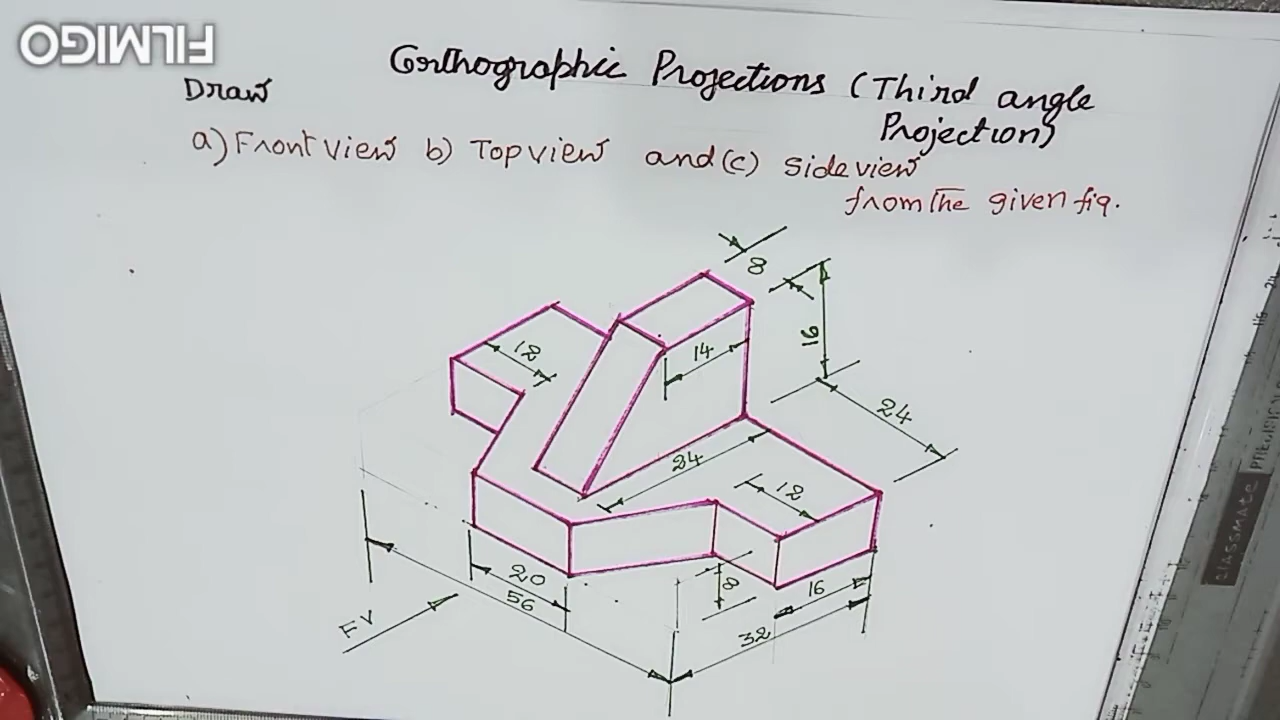 FILMIGO
Orthographic Projections (Third angle
Projection)
Draw
a) Front view b) Top view and (c) Side view
from the given fig.
8
16
12
14
24
24
12
8
16
32
20
56
FV
CLASSMATE